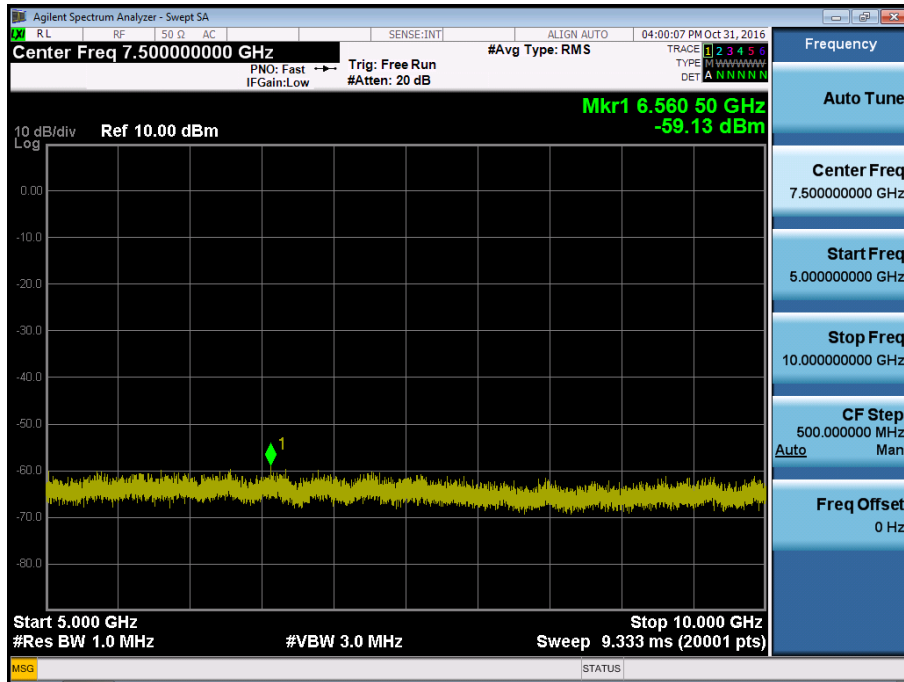 Agilent Spectrum Analyzer - Swept SA
LXI RL RF 50 Ω AC SENSE:INT ALIGN AUTO 04:00:07 PM Oct 31, 2016
Center Freq 7.500000000 GHz
PNO: Fast
IFGain:Low
Trig: Free Run
#Atten: 20 dB
#Avg Type: RMS
TRACE 1 2 3 4 5 6
TYPE M WWWWW
DET A N N N N N
Mkr1 6.560 50 GHz
-59.13 dBm
10 dB/div Ref 10.00 dBm
Log
0.00
-10.0
-20.0
-30.0
-40.0
-50.0
1
-60.0
-70.0
-80.0
Start 5.000 GHz Stop 10.000 GHz
#Res BW 1.0 MHz #VBW 3.0 MHz Sweep 9.333 ms (20001 pts)
MSG STATUS
Frequency
Auto Tune
Center Freq
7.500000000 GHz
Start Freq
5.000000000 GHz
Stop Freq
10.000000000 GHz
CF Step
500.000000 MHz
Auto Man
Freq Offset
0 Hz